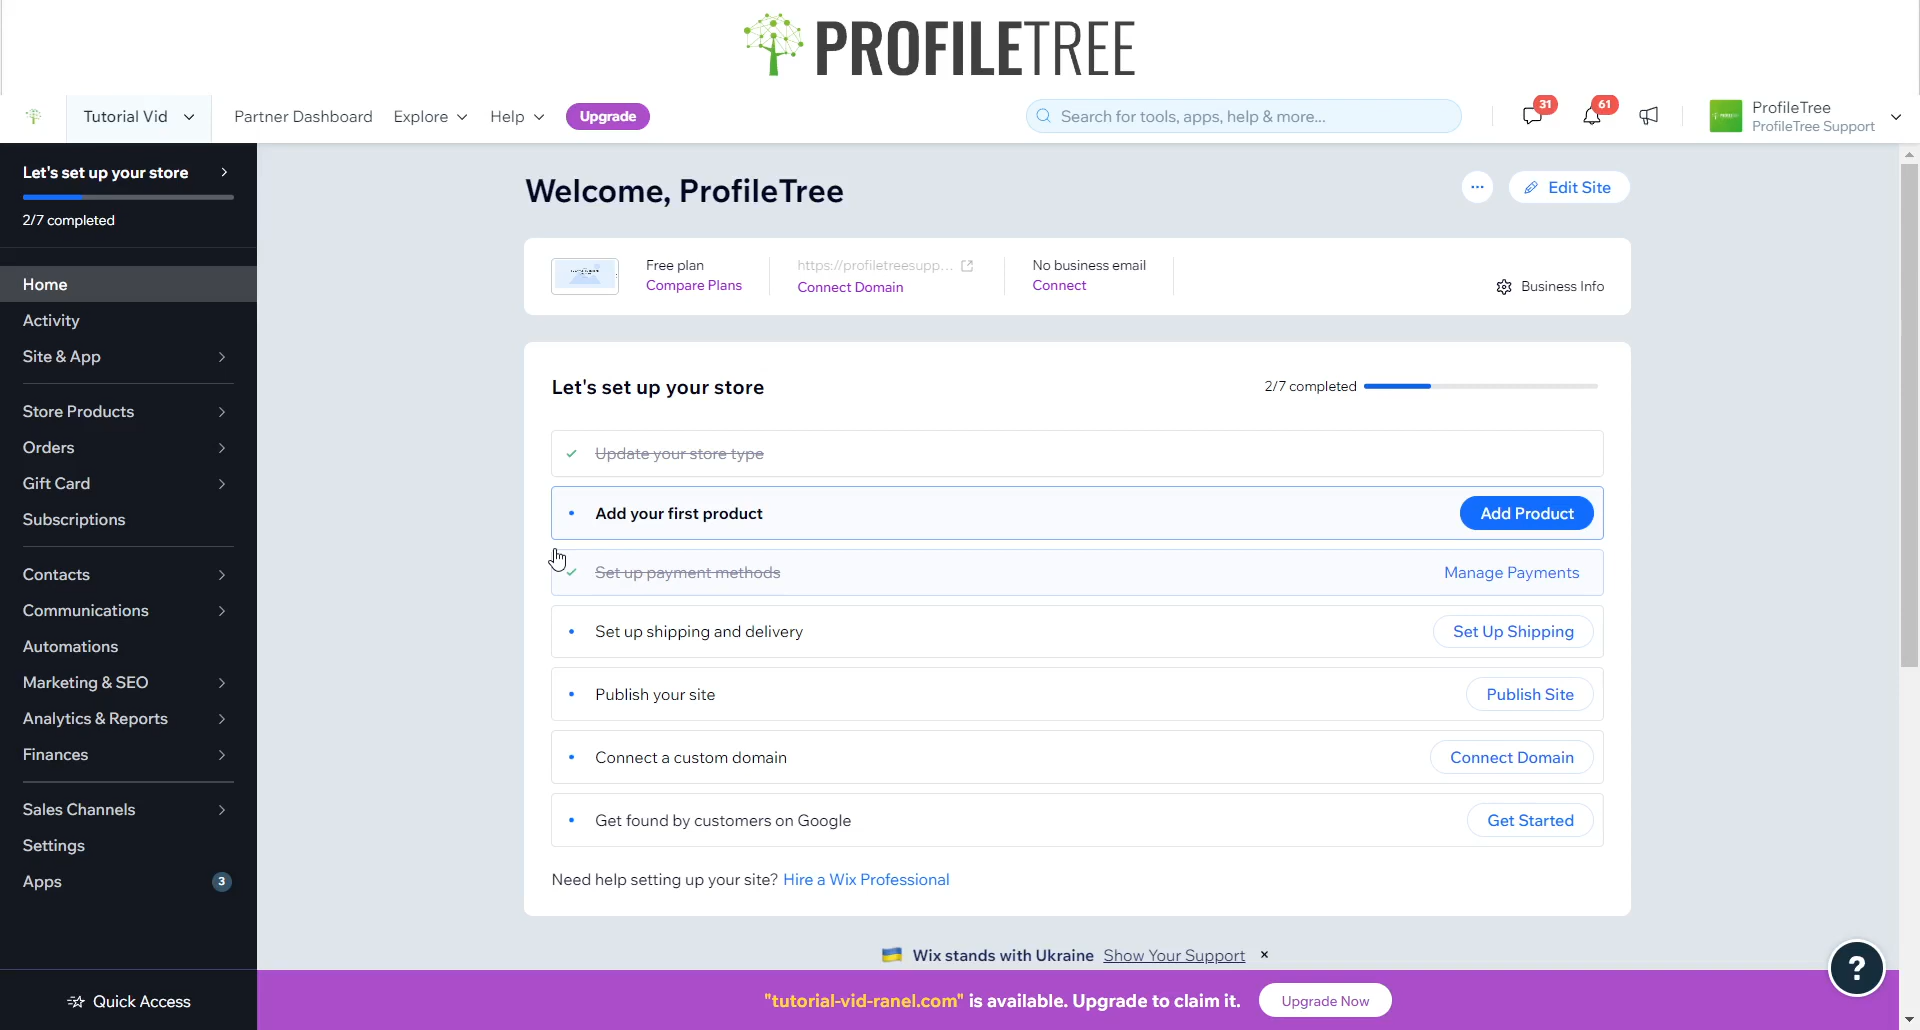 PROFILETREE
Tutorial Vid
Partner Dashboard
Explore
Help
Upgrade
Search for tools, apps, help & more...
31
61
ProfileTree
ProfileTree Support
Let's set up your store
2/7 completed
Home
Activity
Site & App
Store Products
Orders
Gift Card
Subscriptions
Contacts
Communications
Automations
Marketing & SEO
Analytics & Reports
Finances
Sales Channels
Settings
Apps
3
Quick Access
Welcome, ProfileTree
Edit Site
Free plan
Compare Plans
https://profiletreesupp...
Connect Domain
No business email
Connect
Business Info
Let's set up your store
2/7 completed
Update your store type
Add your first product
Add Product
Set up payment methods
Manage Payments
Set up shipping and delivery
Set Up Shipping
Publish your site
Publish Site
Connect a custom domain
Connect Domain
Get found by customers on Google
Get Started
Need help setting up your site? Hire a Wix Professional
Wix stands with Ukraine Show Your Support
"tutorial-vid-ranel.com" is available. Upgrade to claim it.
Upgrade Now
?